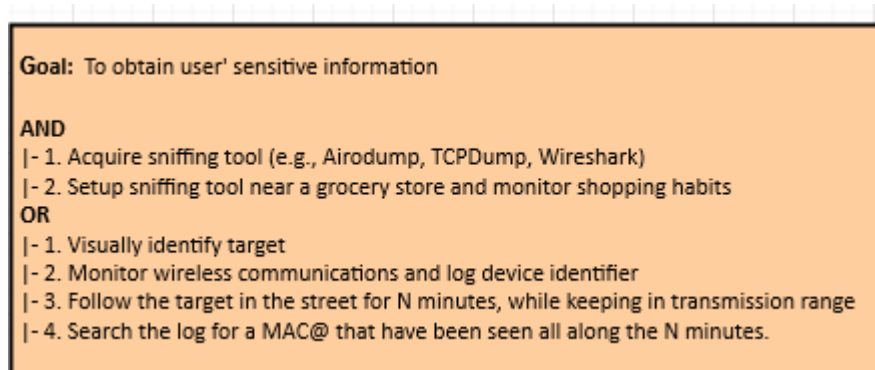 Goal: To obtain user' sensitive information
AND
|- 1. Acquire sniffing tool (e.g., Airodump, TCPDump, Wireshark)
|- 2. Setup sniffing tool near a grocery store and monitor shopping habits
OR
|- 1. Visually identify target
|- 2. Monitor wireless communications and log device identifier
|- 3. Follow the target in the street for N minutes, while keeping in transmission range
|- 4. Search the log for a MAC@ that have been seen all along the N minutes.